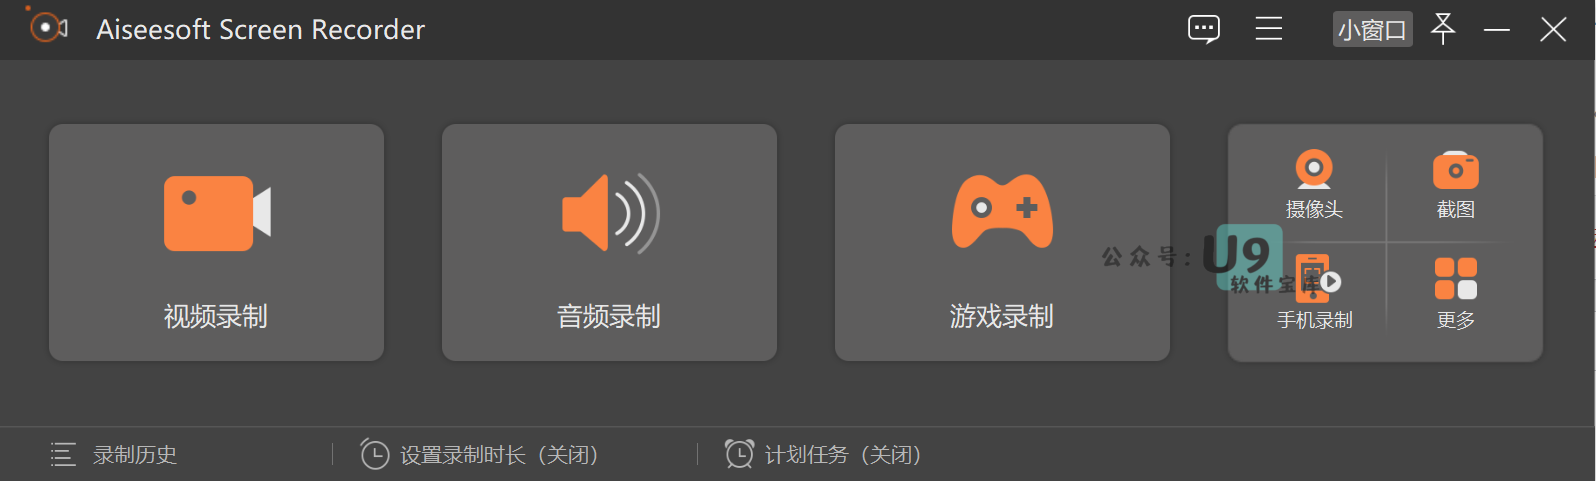 Aiseesoft Screen Recorder
小窗口
视频录制
音频录制
游戏录制
摄像头
截图
手机录制
更多
公众号: U9
软件宝库
录制历史
设置录制时长（关闭）
计划任务（关闭）